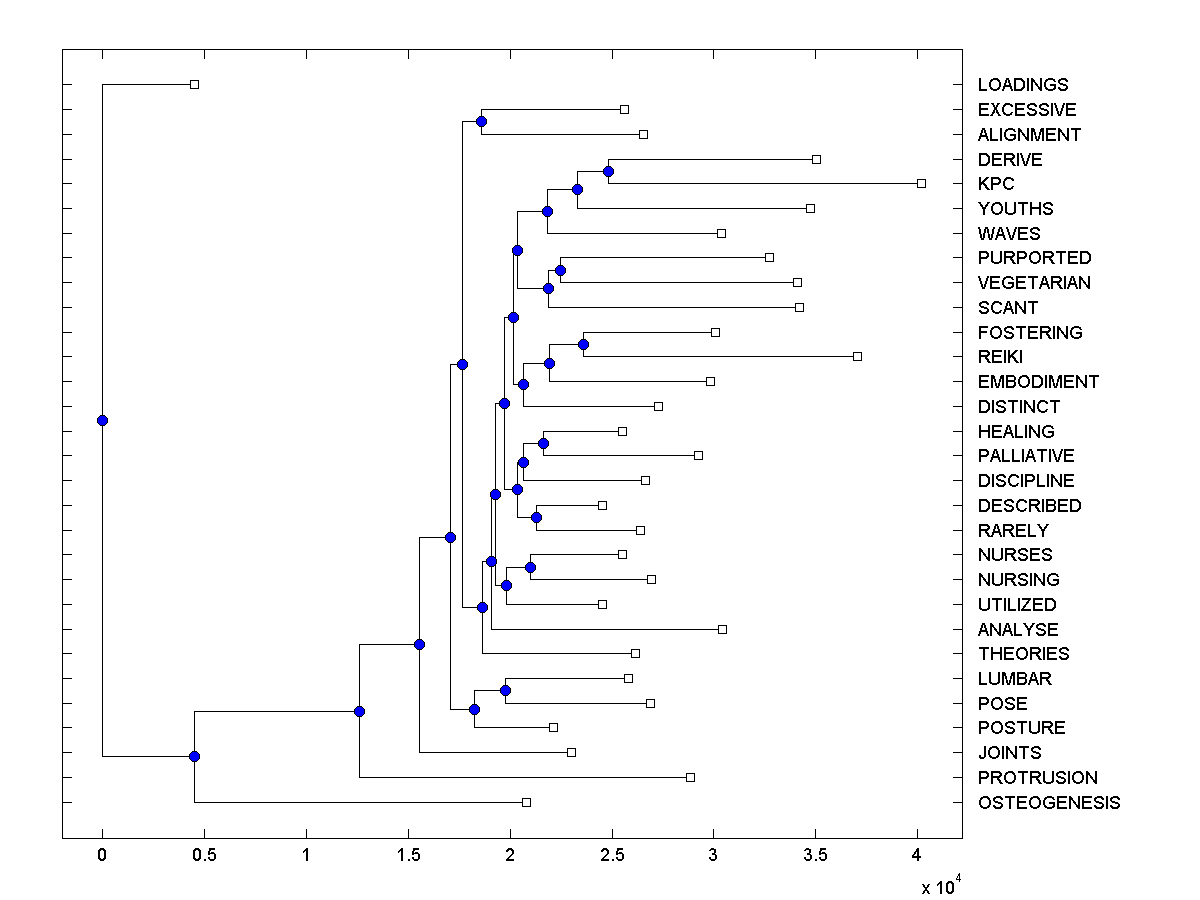 LOADINGS
EXCESSIVE
ALIGNMENT
DERIVE
KPC
YOUTHS
WAVES
PURPORTED
VEGETARIAN
SCANT
FOSTERING
REIKI
EMBODIMENT
DISTINCT
HEALING
PALLIATIVE
DISCIPLINE
DESCRIBED
RARELY
NURSES
NURSING
UTILIZED
ANALYSE
THEORIES
LUMBAR
POSE
POSTURE
JOINTS
PROTRUSION
OSTEOGENESIS
0 0.5 1 1.5 2 2.5 3 3.5 4
x 10^4